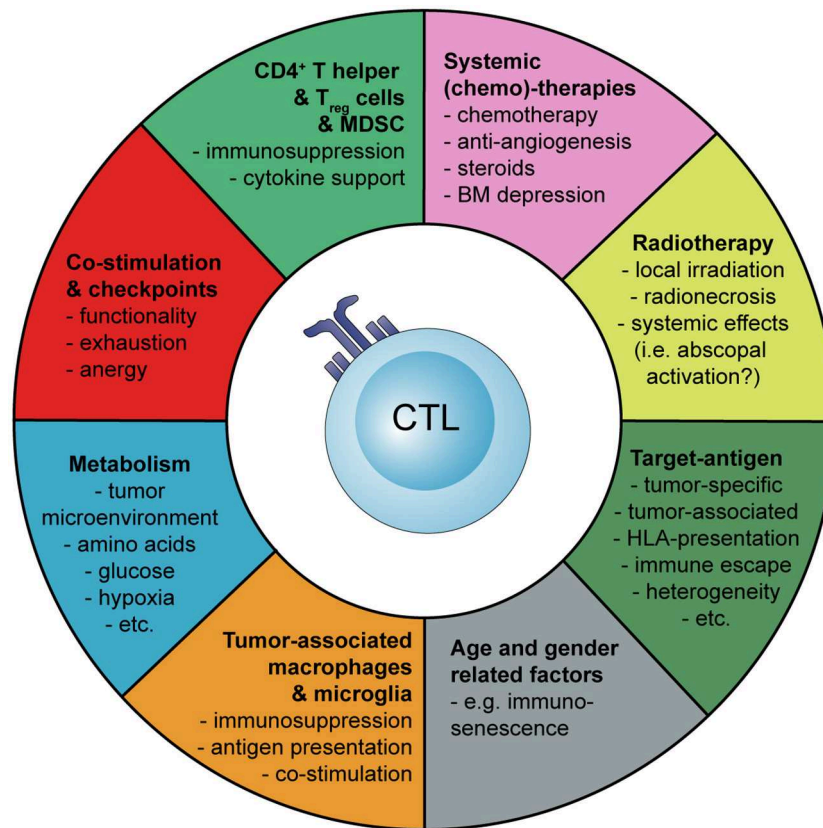 CD4⁺ T helper
& Treg cells
& MDSC
- immunosuppression
- cytokine support
Systemic
(chemo)-therapies
- chemotherapy
- anti-angiogenesis
- steroids
- BM depression
Radiotherapy
- local irradiation
- radionecrosis
- systemic effects
(i.e. abscopal
activation?)
Target-antigen
- tumor-specific
- tumor-associated
- HLA-presentation
- immune escape
- heterogeneity
- etc.
Age and gender
related factors
- e.g. immuno-
senescence
Tumor-associated
macrophages
& microglia
- immunosuppression
- antigen presentation
- co-stimulation
Metabolism
- tumor
microenvironment
- amino acids
- glucose
- hypoxia
- etc.
Co-stimulation
& checkpoints
- functionality
- exhaustion
- anergy
CTL